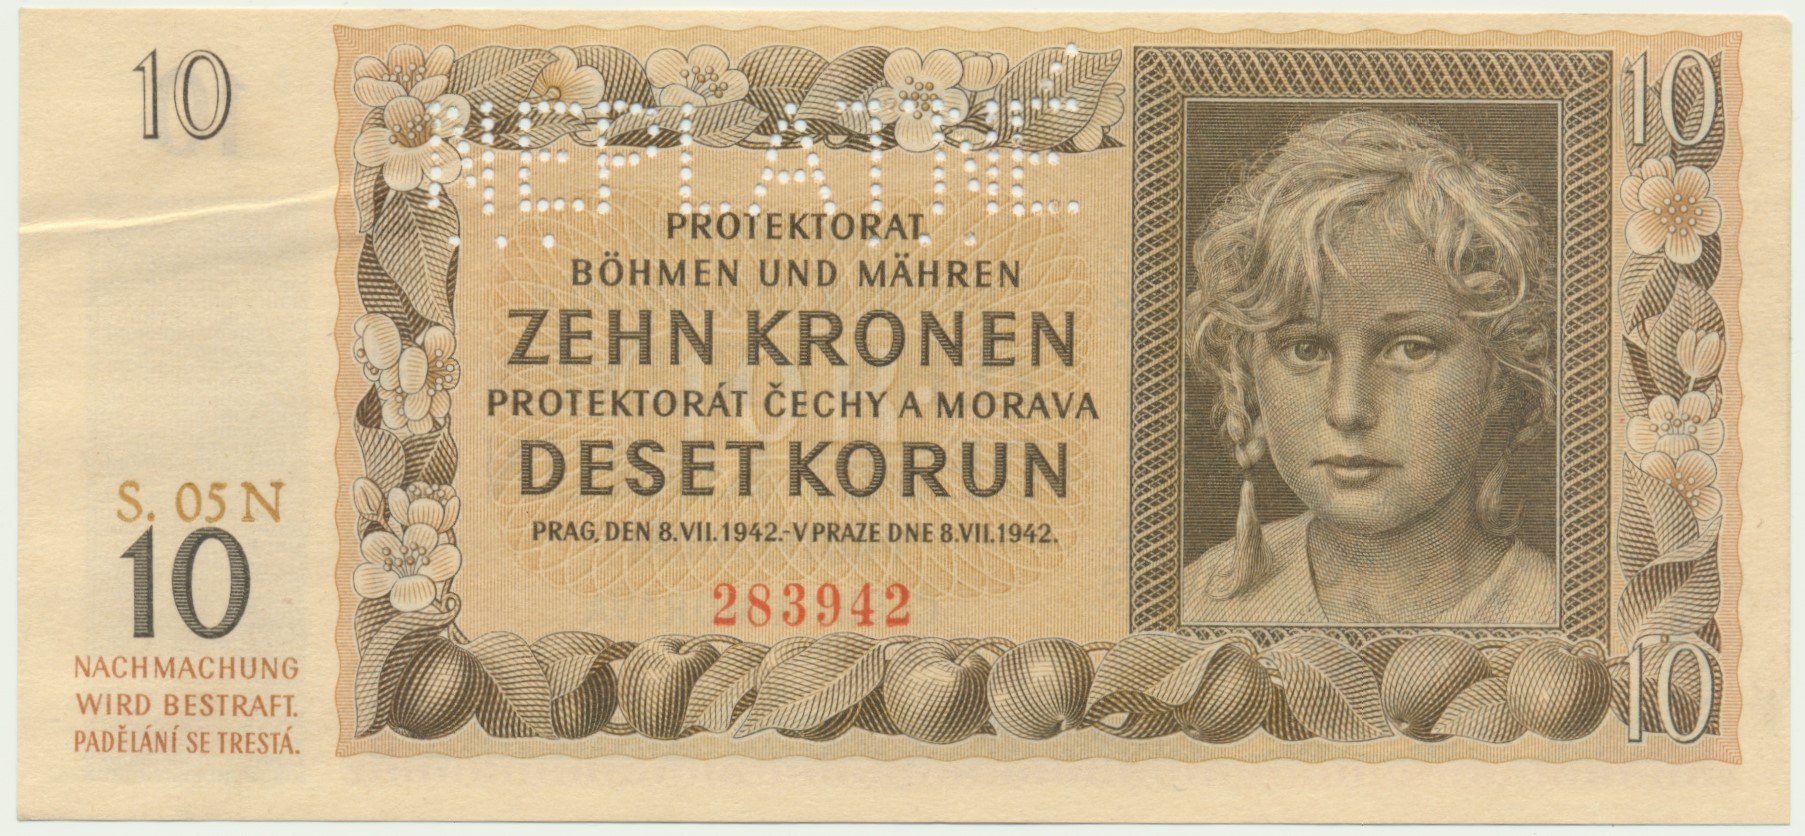 10
10
NEPLATNÉ
PROTEKTORAT
BÖHMEN UND MÄHREN
ZEHN KRONEN
PROTEKTORÁT ČECHY A MORAVA
DESET KORUN
PRAG, DEN 8.VII.1942.-V PRAZE DNE 8.VII.1942.
S. 05 N
10
283942
NACHMACHUNG
WIRD BESTRAFT.
PADĚLÁNÍ SE TRESTÁ.
10